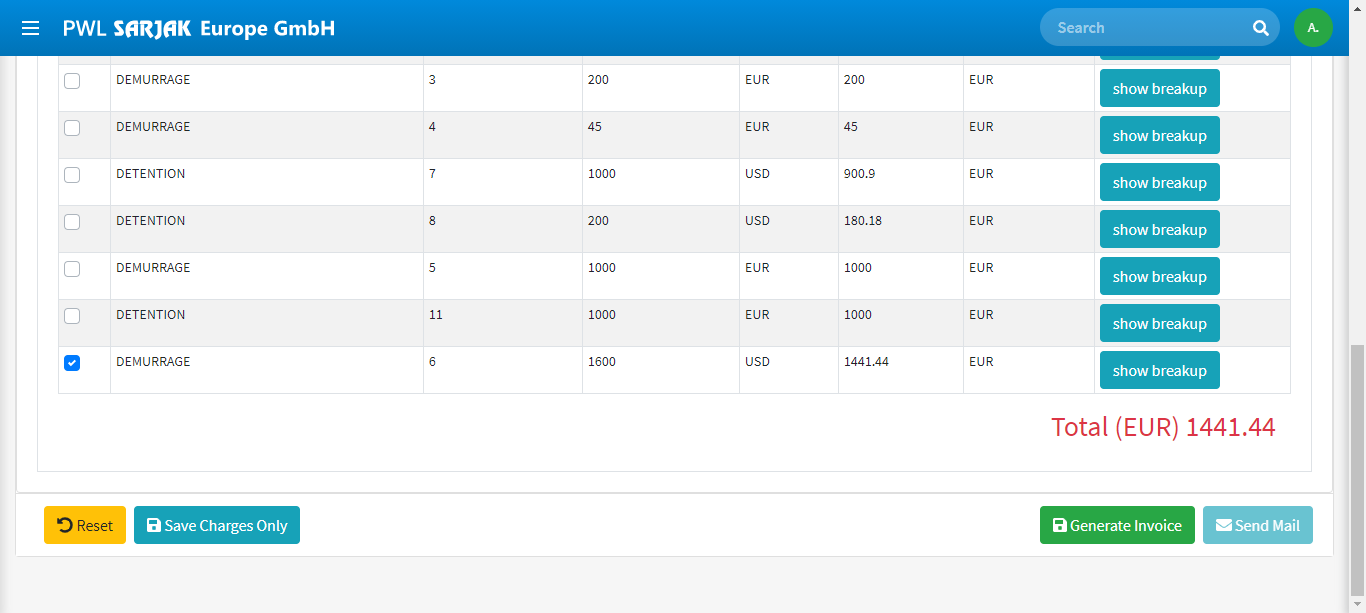 PWL SARJAK Europe GmbH
Search
A.
DEMURRAGE 3 200 EUR 200 EUR show breakup
DEMURRAGE 4 45 EUR 45 EUR show breakup
DETENTION 7 1000 USD 900.9 EUR show breakup
DETENTION 8 200 USD 180.18 EUR show breakup
DEMURRAGE 5 1000 EUR 1000 EUR show breakup
DETENTION 11 1000 EUR 1000 EUR show breakup
DEMURRAGE 6 1600 USD 1441.44 EUR show breakup
Total (EUR) 1441.44
Reset Save Charges Only Generate Invoice Send Mail